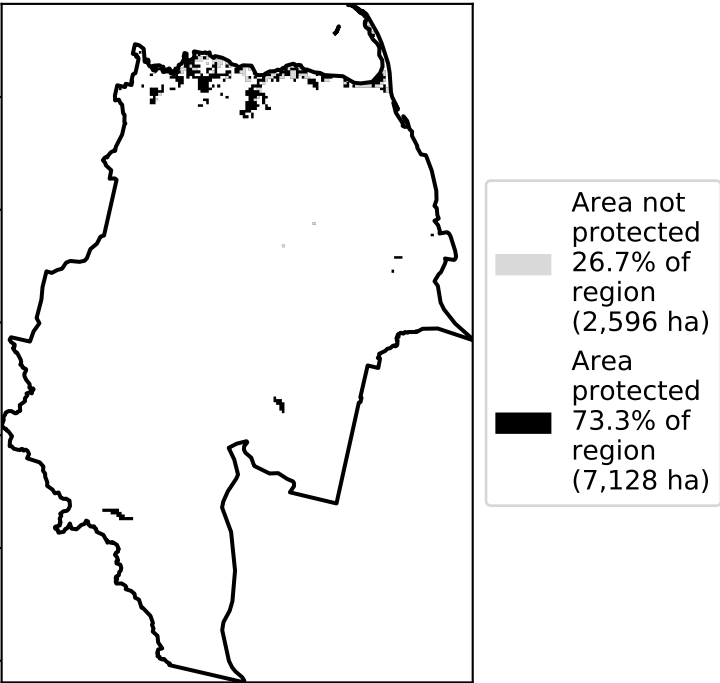 Area not
protected
26.7% of
region
(2,596 ha)
Area
protected
73.3% of
region
(7,128 ha)